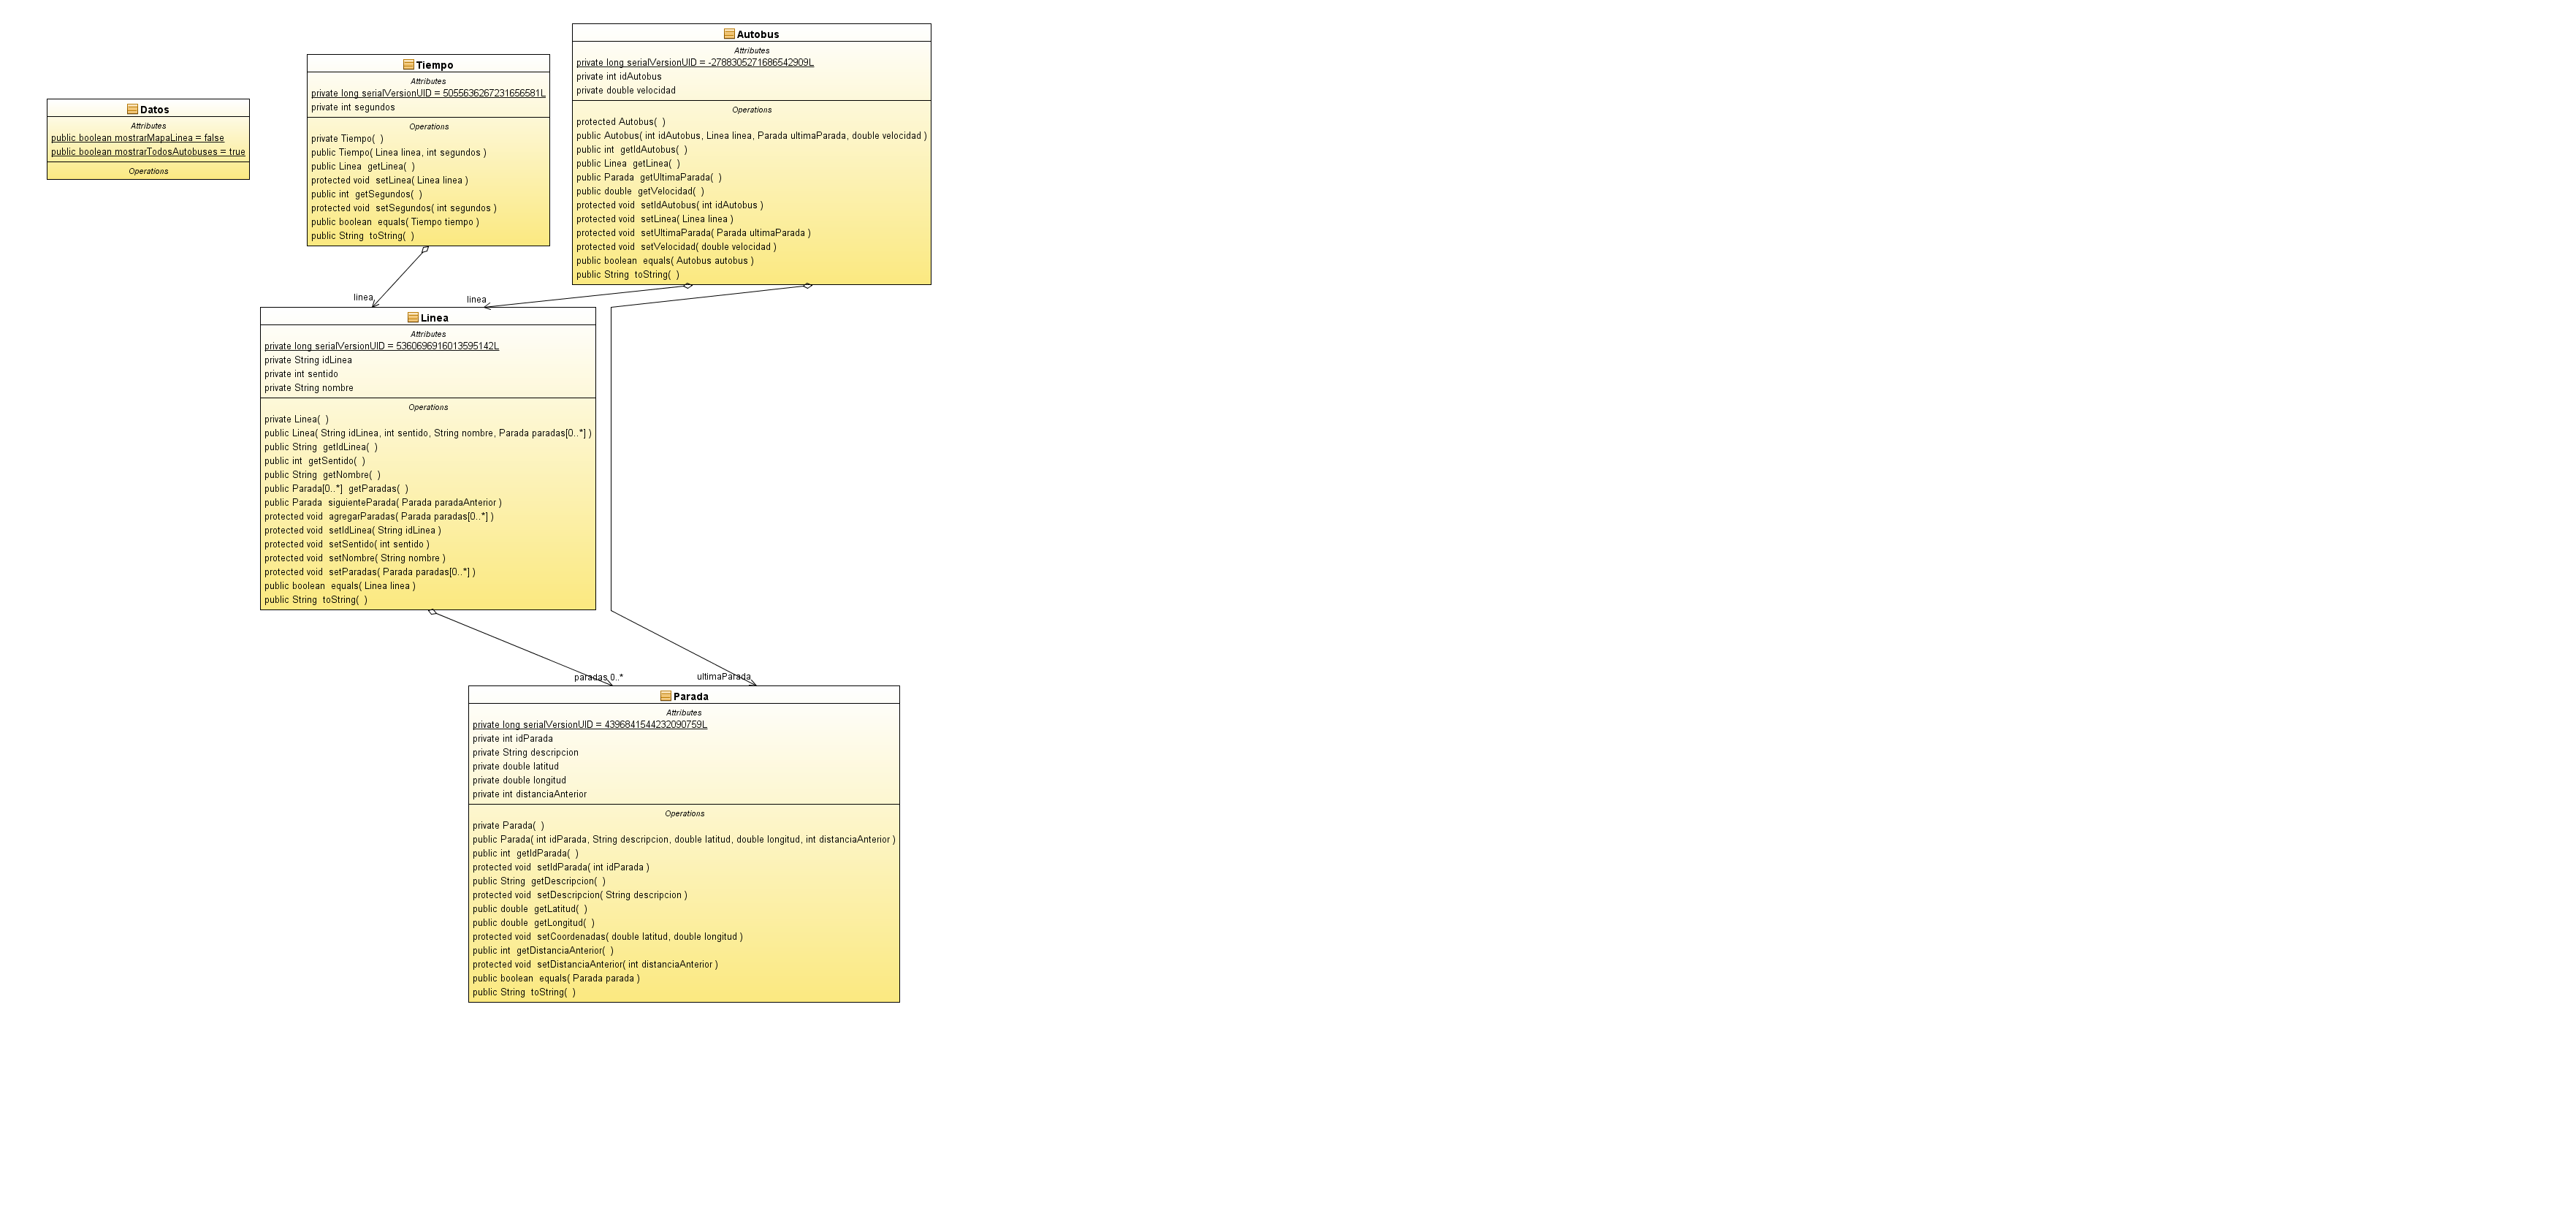 Datos
Attributes
public boolean mostrarMapaLinea = false
public boolean mostrarTodosAutobuses = true
Operations
Tiempo
Attributes
private long serialVersionUID = 5055636267231656581L
private int segundos
Operations
private Tiempo(  )
public Tiempo( Linea linea, int segundos )
public Linea  getLinea(  )
protected void  setLinea( Linea linea )
public int  getSegundos(  )
protected void  setSegundos( int segundos )
public boolean  equals( Tiempo tiempo )
public String  toString(  )
Autobus
Attributes
private long serialVersionUID = -2788305271686542909L
private int idAutobus
private double velocidad
Operations
protected Autobus(  )
public Autobus( int idAutobus, Linea linea, Parada ultimaParada, double velocidad )
public int  getIdAutobus(  )
public Linea  getLinea(  )
public Parada  getUltimaParada(  )
public double  getVelocidad(  )
protected void  setIdAutobus( int idAutobus )
protected void  setLinea( Linea linea )
protected void  setUltimaParada( Parada ultimaParada )
protected void  setVelocidad( double velocidad )
public boolean  equals( Autobus autobus )
public String  toString(  )
linea
linea
Linea
Attributes
private long serialVersionUID = 5360696916013595142L
private String idLinea
private int sentido
private String nombre
Operations
private Linea(  )
public Linea( String idLinea, int sentido, String nombre, Parada paradas[0..*] )
public String  getIdLinea(  )
public int  getSentido(  )
public String  getNombre(  )
public Parada[0..*]  getParadas(  )
public Parada  siguienteParada( Parada paradaAnterior )
protected void  agregarParadas( Parada paradas[0..*] )
protected void  setIdLinea( String idLinea )
protected void  setSentido( int sentido )
protected void  setNombre( String nombre )
protected void  setParadas( Parada paradas[0..*] )
public boolean  equals( Linea linea )
public String  toString(  )
paradas 0..*
ultimaParada
Parada
Attributes
private long serialVersionUID = 4396841544232090759L
private int idParada
private String descripcion
private double latitud
private double longitud
private int distanciaAnterior
Operations
private Parada(  )
public Parada( int idParada, String descripcion, double latitud, double longitud, int distanciaAnterior )
public int  getIdParada(  )
protected void  setIdParada( int idParada )
public String  getDescripcion(  )
protected void  setDescripcion( String descripcion )
public double  getLatitud(  )
public double  getLongitud(  )
protected void  setCoordenadas( double latitud, double longitud )
public int  getDistanciaAnterior(  )
protected void  setDistanciaAnterior( int distanciaAnterior )
public boolean  equals( Parada parada )
public String  toString(  )